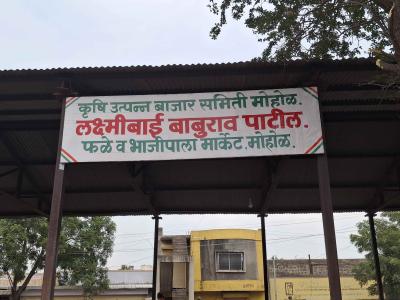 कृषि उत्पन्न बाजार समिती मोहोळ.
लक्ष्मीबाई बाबुराव पाटील.
फळे व भाजीपाला मार्केट.मोहोळ.